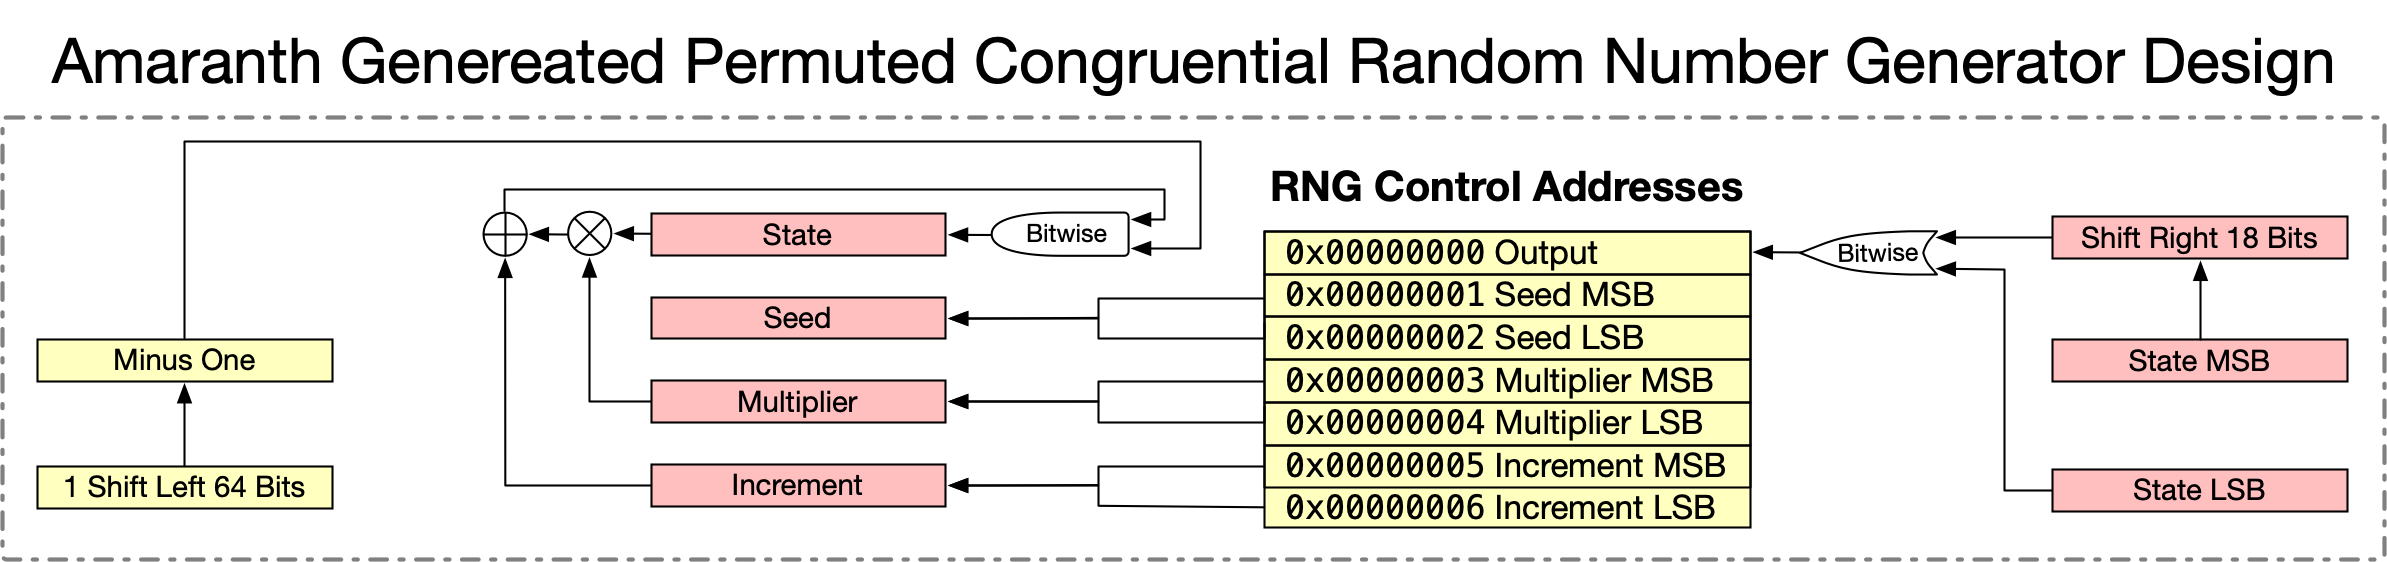 Amaranth Genereated Permuted Congruential Random Number Generator Design
RNG Control Addresses
State
Bitwise
0x00000000 Output
Bitwise
Shift Right 18 Bits
0x00000001 Seed MSB
Seed
0x00000002 Seed LSB
Minus One
State MSB
0x00000003 Multiplier MSB
Multiplier
0x00000004 Multiplier LSB
0x00000005 Increment MSB
1 Shift Left 64 Bits
Increment
State LSB
0x00000006 Increment LSB